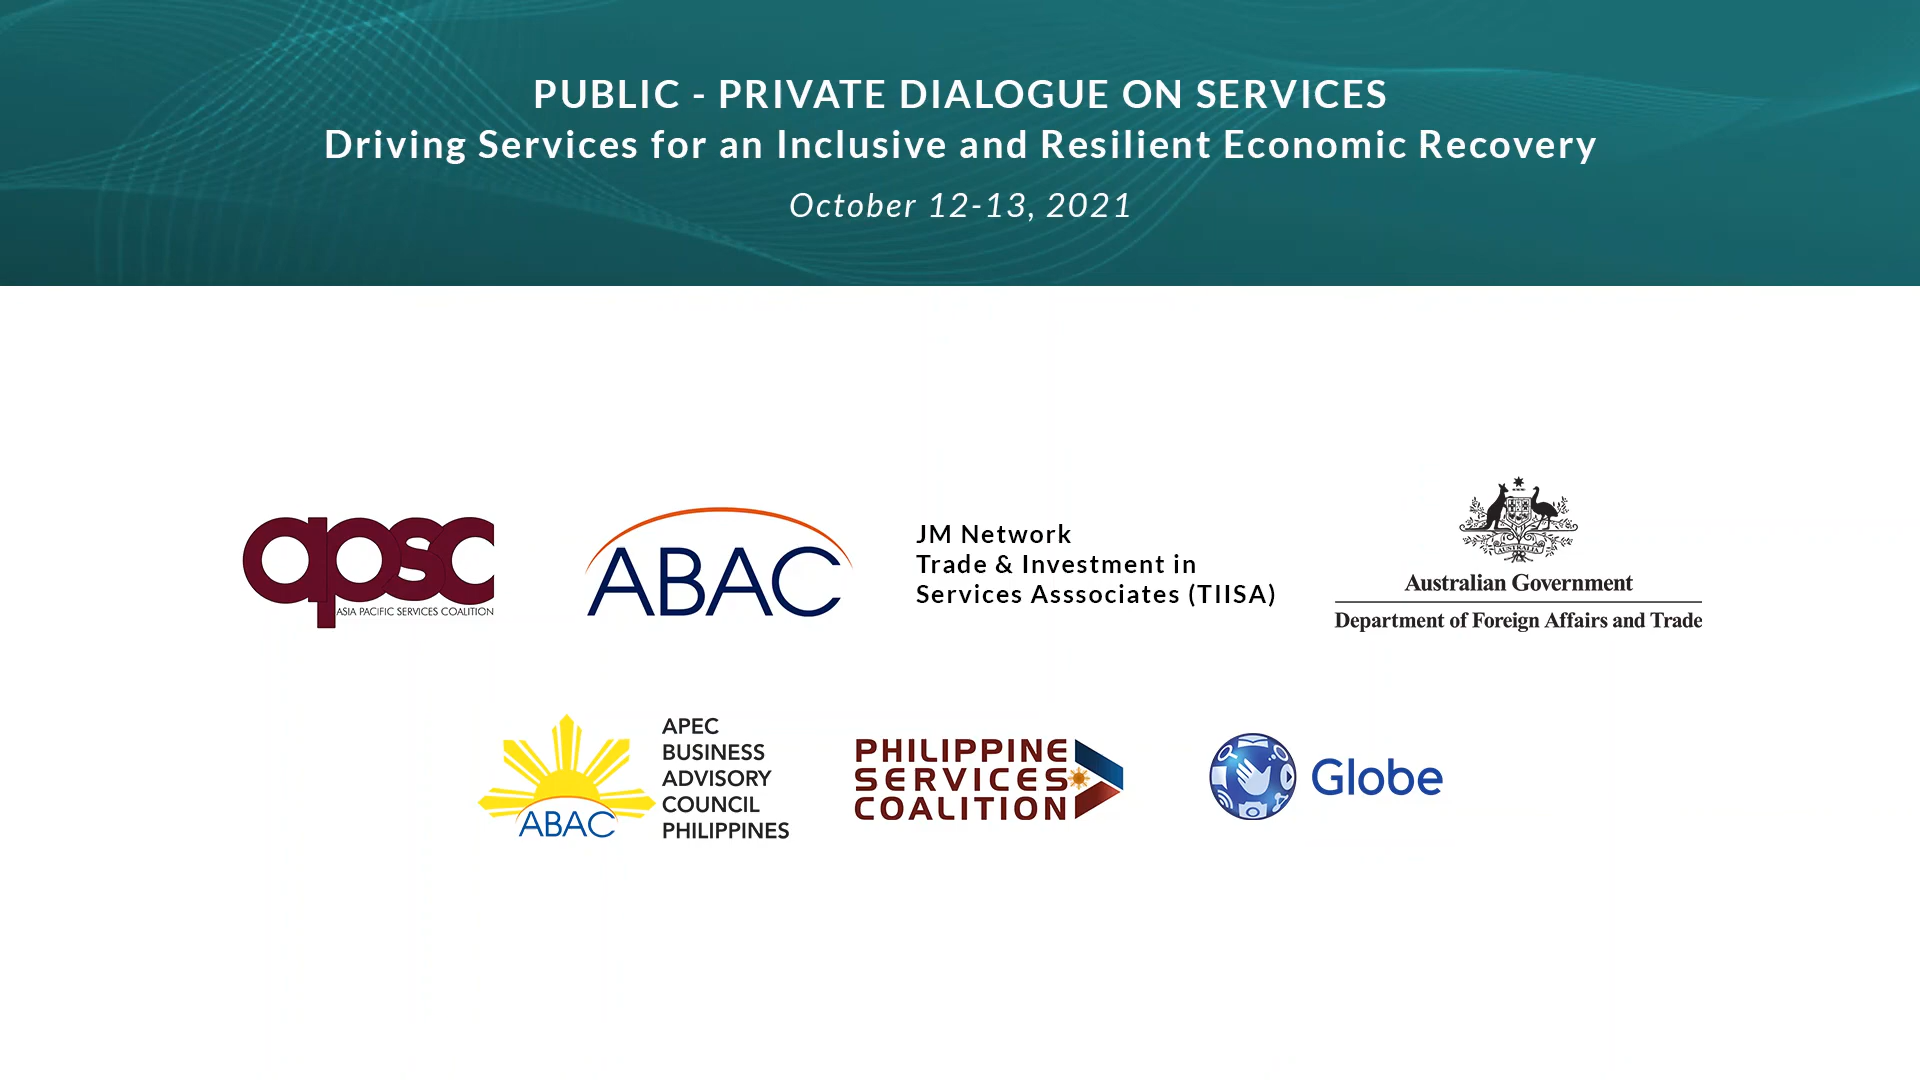 PUBLIC - PRIVATE DIALOGUE ON SERVICES
Driving Services for an Inclusive and Resilient Economic Recovery
October 12-13, 2021
apsc
ASIA PACIFIC SERVICES COALITION
ABAC
JM Network
Trade & Investment in
Services Asssociates (TIISA)
AUSTRALIA
Australian Government
Department of Foreign Affairs and Trade
ABAC
APEC
BUSINESS
ADVISORY
COUNCIL
PHILIPPINES
PHILIPPINE
SERVICES
COALITION
Globe